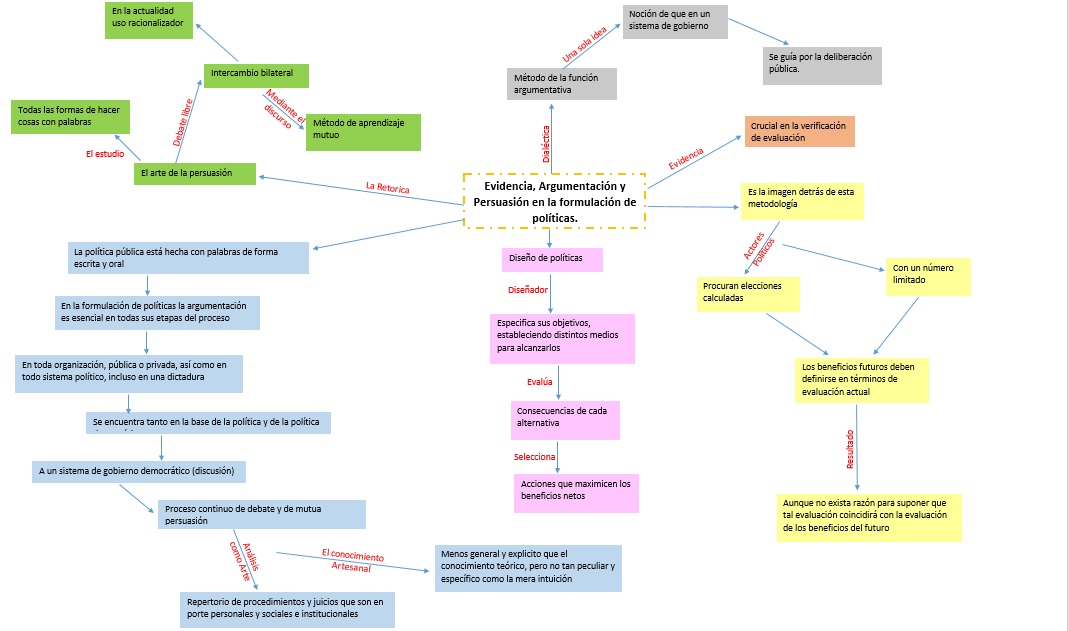 En la actualidad
uso racionalizador
Intercambio bilateral
Debate libre
Mediante el
discurso
Método de aprendizaje
mutuo
Todas las formas de hacer
cosas con palabras
El estudio
El arte de la persuasión
La Retorica
Noción de que en un
sistema de gobierno
Se guía por la deliberación
pública.
Una sola idea
Método de la función
argumentativa
Dialéctica
Crucial en la verificación
de evaluación
Evidencia
Evidencia, Argumentación y
Persuasión en la formulación de
políticas.
Es la imagen detrás de esta
metodología
Actores
Políticos
Procuran elecciones
calculadas
Con un número
limitado
Los beneficios futuros deben
definirse en términos de
evaluación actual
Resultado
Aunque no exista razón para suponer que
tal evaluación coincidirá con la evaluación
de los beneficios del futuro
Diseño de políticas
Diseñador
Especifica sus objetivos,
estableciendo distintos medios
para alcanzarlos
Evalúa
Consecuencias de cada
alternativa
Selecciona
Acciones que maximicen los
beneficios netos
La política pública está hecha con palabras de forma
escrita y oral
En la formulación de políticas la argumentación
es esencial en todas sus etapas del proceso
En toda organización, pública o privada, así como en
todo sistema político, incluso en una dictadura
Se encuentra tanto en la base de la política y de la política
A un sistema de gobierno democrático (discusión)
Proceso continuo de debate y de mutua
persuasión
Análisis
como Arte
El conocimiento
Artesanal
Menos general y explicito que el
conocimiento teórico, pero no tan peculiar y
específico como la mera intuición
Repertorio de procedimientos y juicios que son en
porte personales y sociales e institucionales